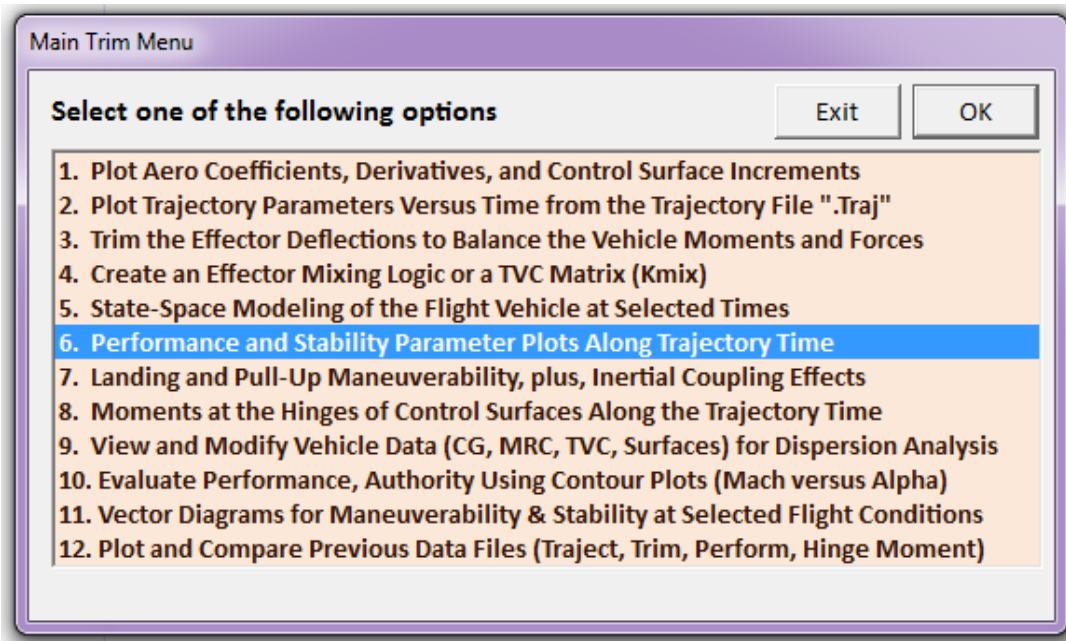 Main Trim Menu
Select one of the following options
Exit
OK
1. Plot Aero Coefficients, Derivatives, and Control Surface Increments
2. Plot Trajectory Parameters Versus Time from the Trajectory File ".Traj"
3. Trim the Effector Deflections to Balance the Vehicle Moments and Forces
4. Create an Effector Mixing Logic or a TVC Matrix (Kmix)
5. State-Space Modeling of the Flight Vehicle at Selected Times
6. Performance and Stability Parameter Plots Along Trajectory Time
7. Landing and Pull-Up Maneuverability, plus, Inertial Coupling Effects
8. Moments at the Hinges of Control Surfaces Along the Trajectory Time
9. View and Modify Vehicle Data (CG, MRC, TVC, Surfaces) for Dispersion Analysis
10. Evaluate Performance, Authority Using Contour Plots (Mach versus Alpha)
11. Vector Diagrams for Maneuverability & Stability at Selected Flight Conditions
12. Plot and Compare Previous Data Files (Traject, Trim, Perform, Hinge Moment)